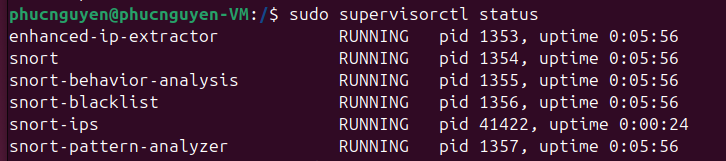 phucnguyen@phucnguyen-VM:/$ sudo supervisorctl status
enhanced-ip-extractor            RUNNING   pid 1353, uptime 0:05:56
snort                            RUNNING   pid 1354, uptime 0:05:56
snort-behavior-analysis          RUNNING   pid 1355, uptime 0:05:56
snort-blacklist                  RUNNING   pid 1356, uptime 0:05:56
snort-ips                        RUNNING   pid 41422, uptime 0:00:24
snort-pattern-analyzer           RUNNING   pid 1357, uptime 0:05:56